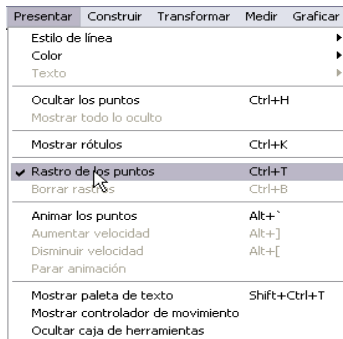 Presentar Construir Transformar Medir Graficar
Estilo de línea
Color
Texto
Ocultar los puntos Ctrl+H
Mostrar todo lo oculto
Mostrar rótulos Ctrl+K
Rastro de los puntos Ctrl+T
Borrar rastros Ctrl+B
Animar los puntos Alt+`
Aumentar velocidad Alt+]
Disminuir velocidad Alt+[
Parar animación
Mostrar paleta de texto Shift+Ctrl+T
Mostrar controlador de movimiento
Ocultar caja de herramientas